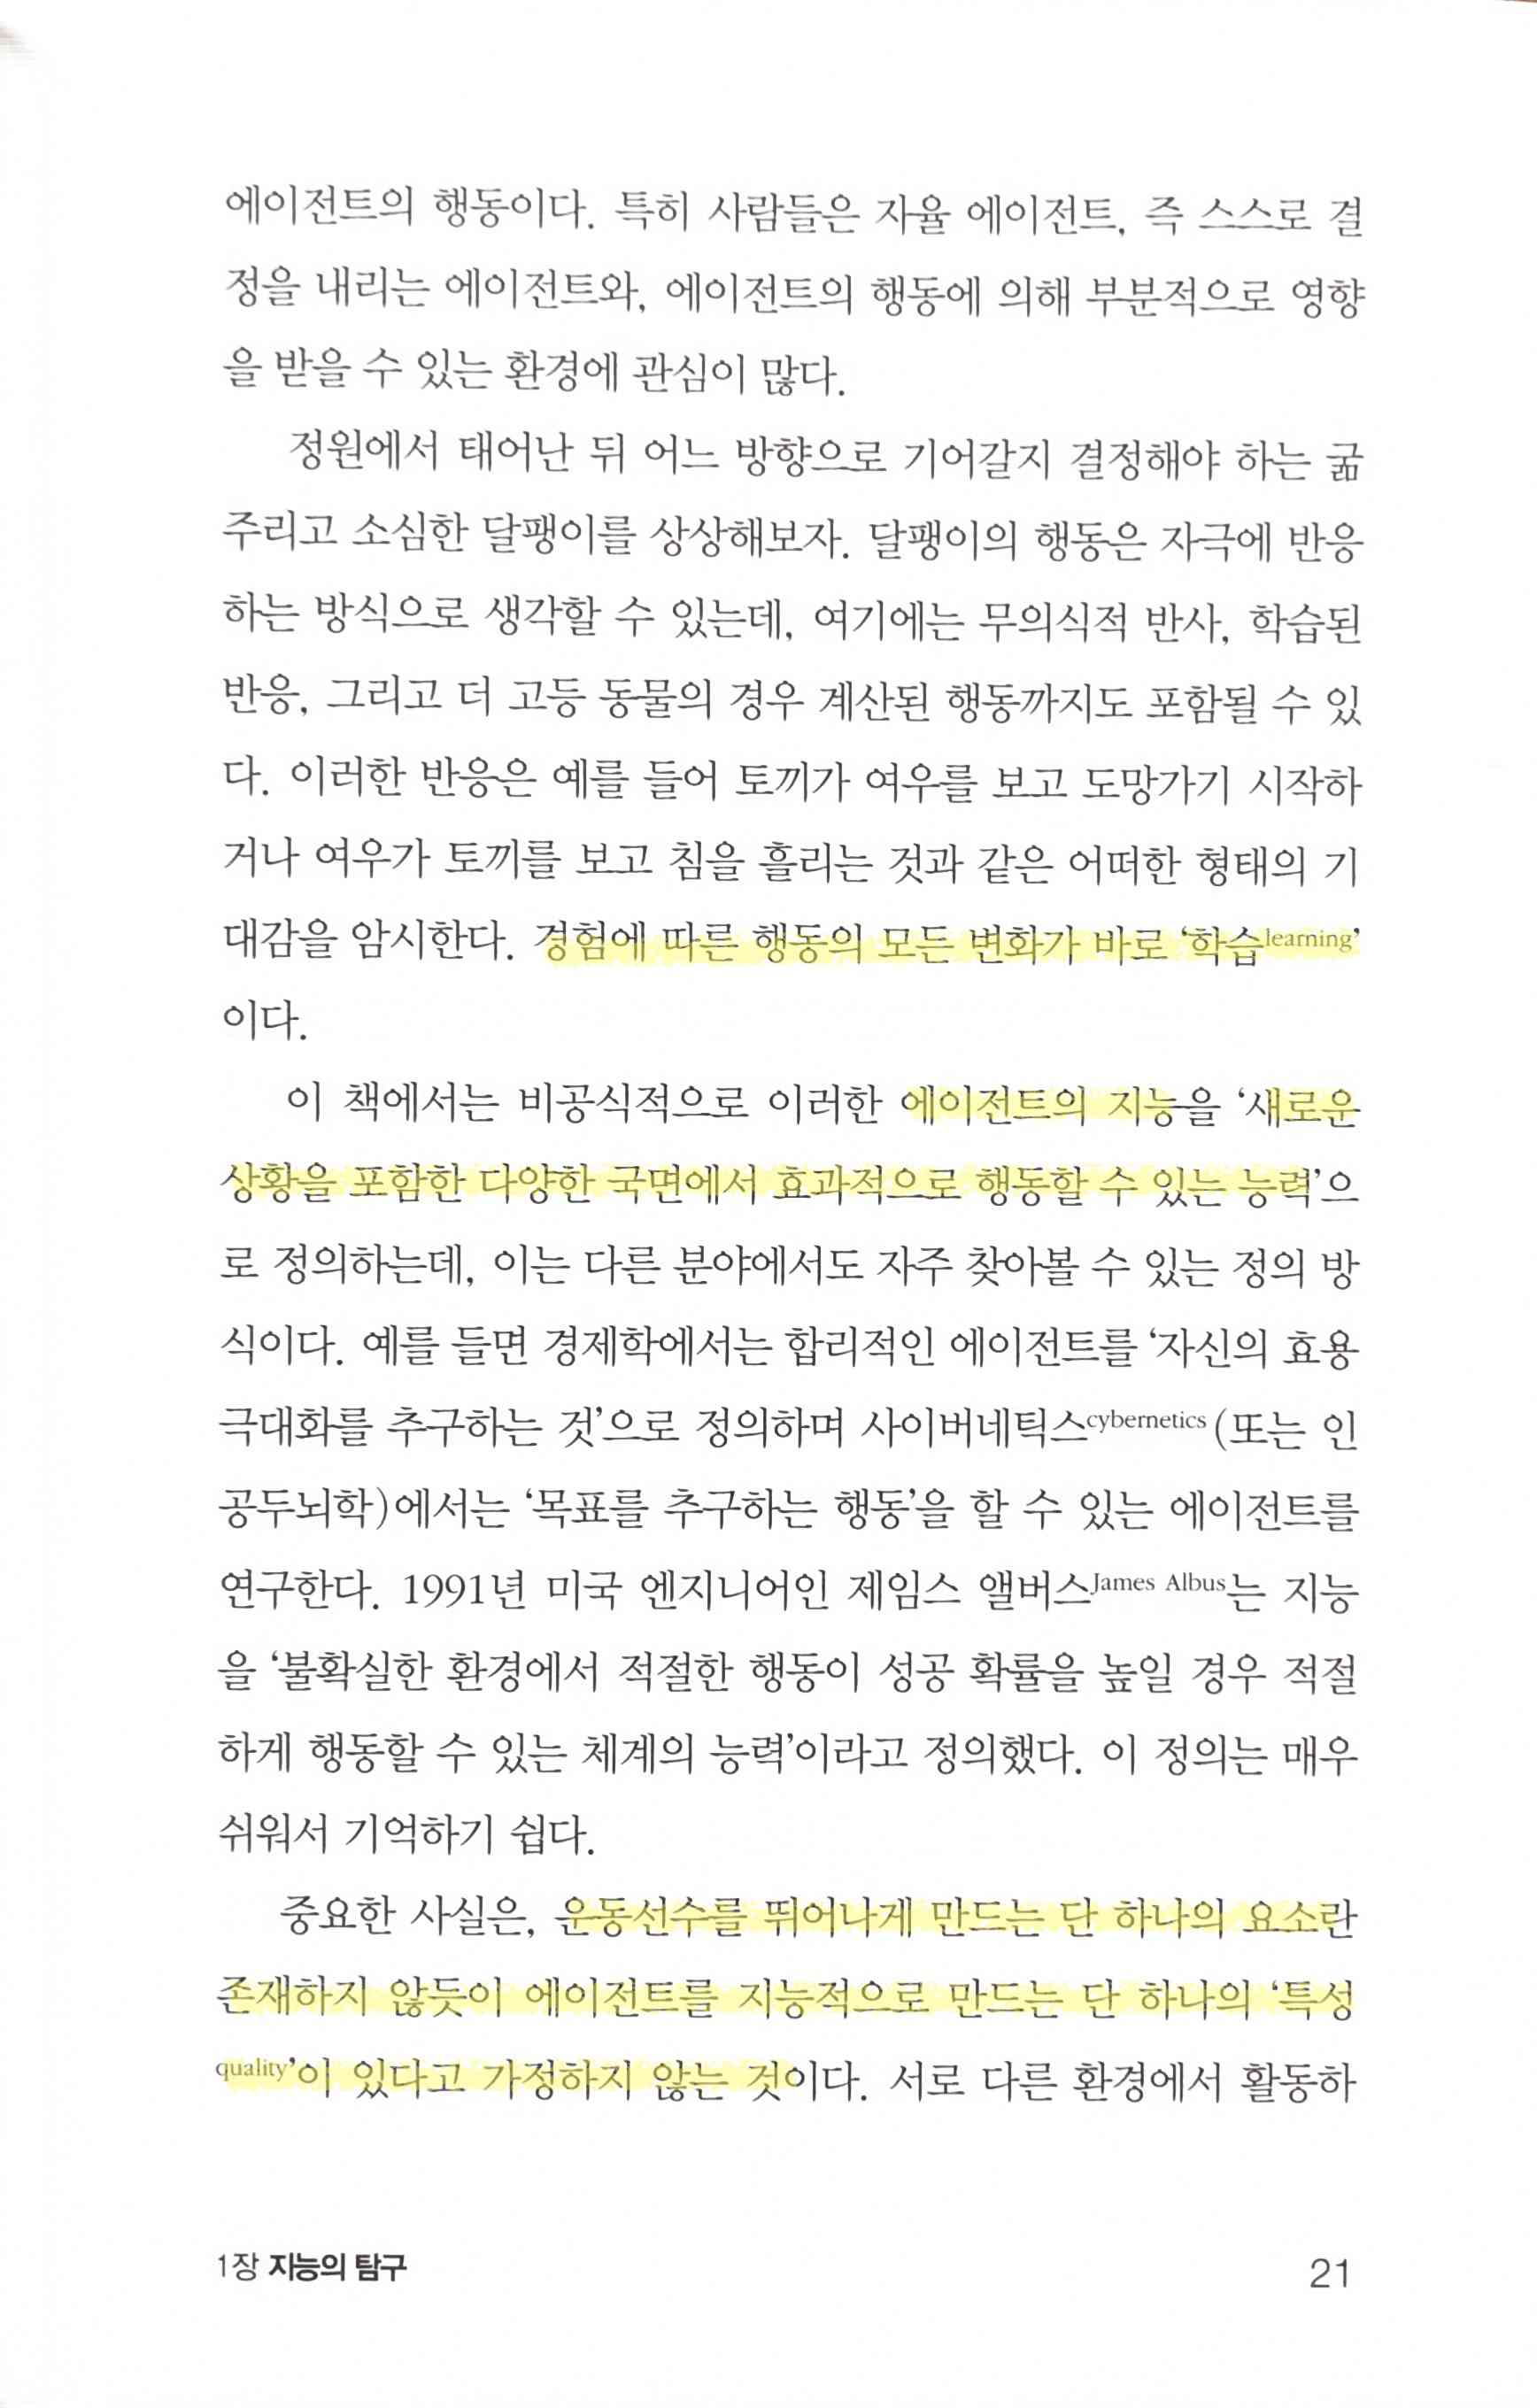 에이전트의 행동이다. 특히 사람들은 자율 에이전트, 즉 스스로 결
정을 내리는 에이전트와, 에이전트의 행동에 의해 부분적으로 영향
을 받을 수 있는 환경에 관심이 많다.
정원에서 태어난 뒤 어느 방향으로 기어갈지 결정해야 하는 굶
주리고 소심한 달팽이를 상상해보자. 달팽이의 행동은 자극에 반응
하는 방식으로 생각할 수 있는데, 여기에는 무의식적 반사, 학습된
반응, 그리고 더 고등 동물의 경우 계산된 행동까지도 포함될 수 있
다. 이러한 반응은 예를 들어 토끼가 여우를 보고 도망가기 시작하
거나 여우가 토끼를 보고 침을 흘리는 것과 같은 어떠한 형태의 기
대감을 암시한다. 경험에 따른 행동의 모든 변화가 바로 ‘학습learning’
이다.
이 책에서는 비공식적으로 이러한 에이전트의 지능을 ‘새로운
상황을 포함한 다양한 국면에서 효과적으로 행동할 수 있는 능력’으
로 정의하는데, 이는 다른 분야에서도 자주 찾아볼 수 있는 정의 방
식이다. 예를 들면 경제학에서는 합리적인 에이전트를 ‘자신의 효용
극대화를 추구하는 것’으로 정의하며 사이버네틱스cybernetics(또는 인
공두뇌학)에서는 ‘목표를 추구하는 행동’을 할 수 있는 에이전트를
연구한다. 1991년 미국 엔지니어인 제임스 앨버스James Albus는 지능
을 ‘불확실한 환경에서 적절한 행동이 성공 확률을 높일 경우 적절
하게 행동할 수 있는 체계의 능력’이라고 정의했다. 이 정의는 매우
쉬워서 기억하기 쉽다.
중요한 사실은, 운동선수를 뛰어나게 만드는 단 하나의 요소란
존재하지 않듯이 에이전트를 지능적으로 만드는 단 하나의 ‘특성
quality’이 있다고 가정하지 않는 것이다. 서로 다른 환경에서 활동하
1장 지능의 탐구
21